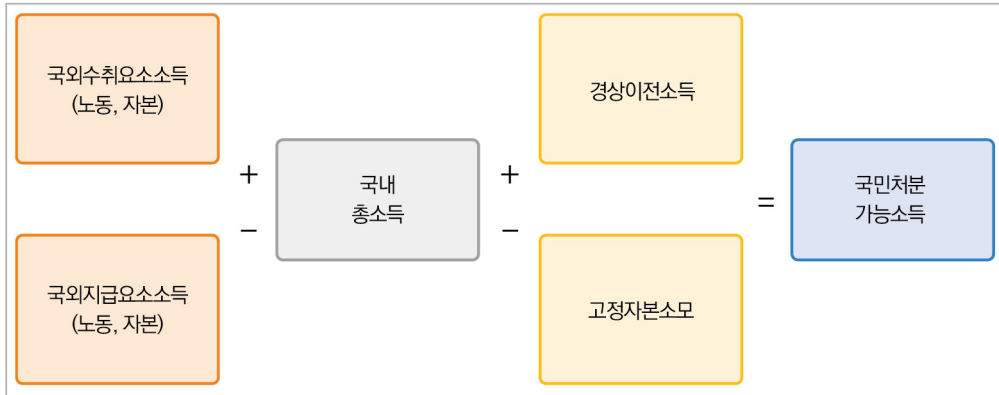 국외수취요소소득
(노동, 자본)
+
−
국외지급요소소득
(노동, 자본)
국내
총소득
+
−
경상이전소득
고정자본소모
=
국민처분
가능소득